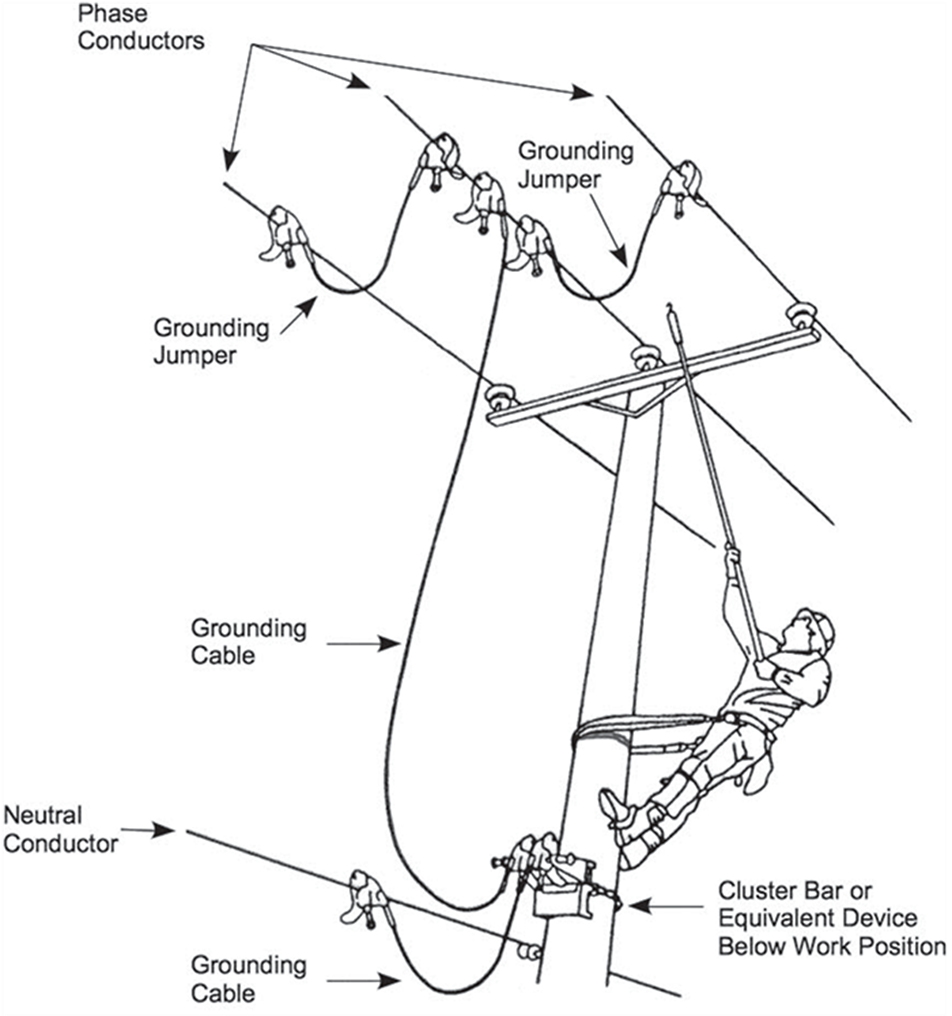 Phase
Conductors
Grounding
Jumper
Grounding
Jumper
Grounding
Cable
Neutral
Conductor
Cluster Bar or
Equivalent Device
Below Work Position
Grounding
Cable